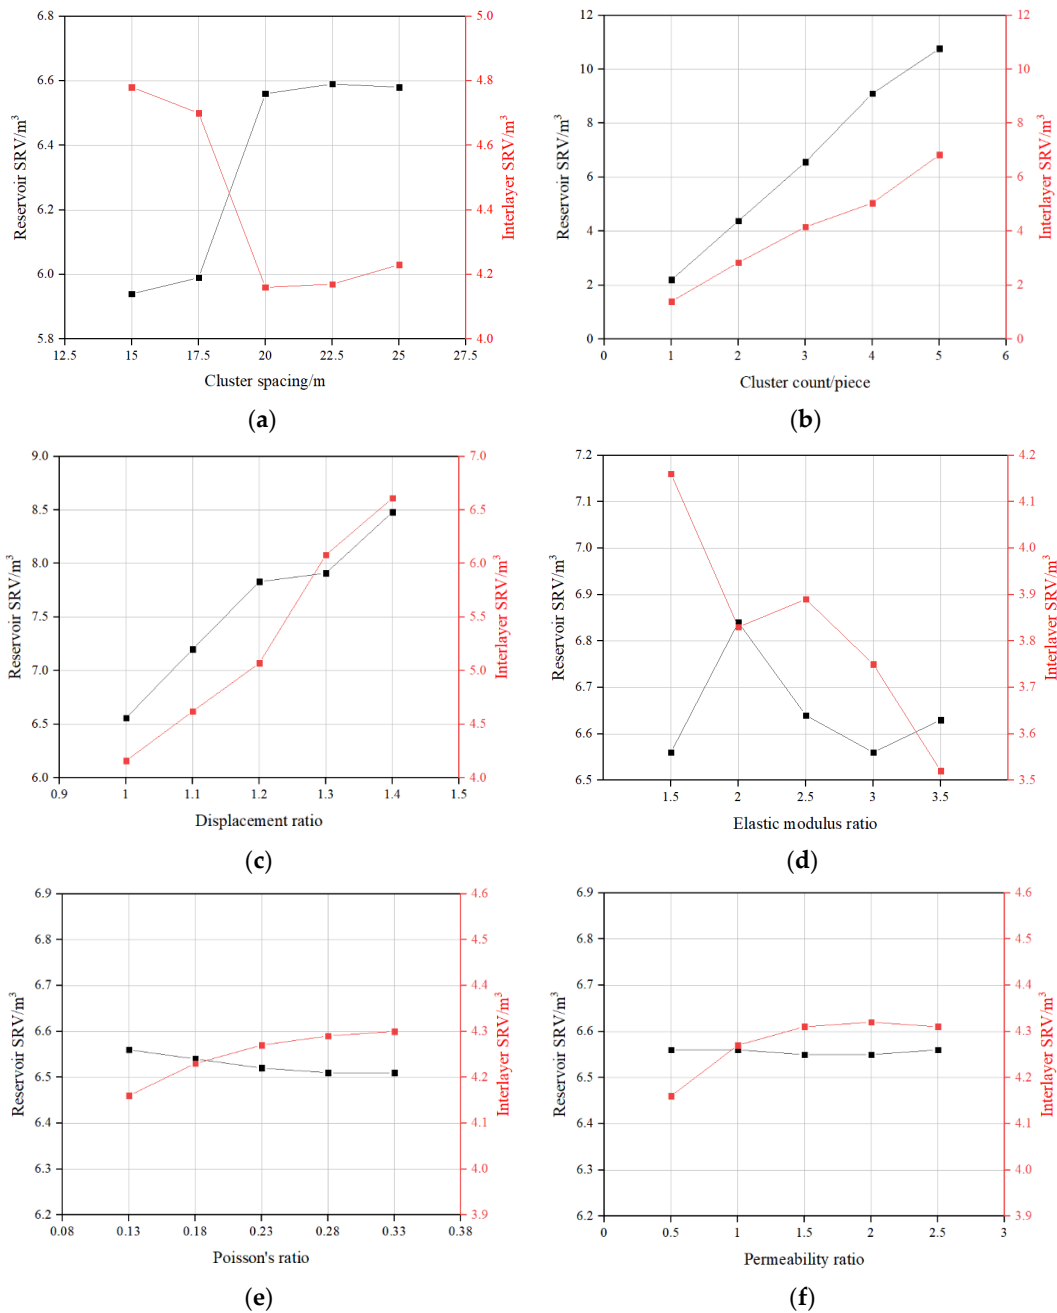 6.8
6.6
6.4
6.2
6.0
5.8
Reservoir SRV/m³
5.0
4.8
4.6
4.4
4.2
4.0
Interlayer SRV/m³
12.5 15 17.5 20 22.5 25 27.5
Cluster spacing/m
(a)
12
10
8
6
4
2
0
Reservoir SRV/m³
12
10
8
6
4
2
0
Interlayer SRV/m³
0 1 2 3 4 5 6
Cluster count/piece
(b)
9.0
8.5
8.0
7.5
7.0
6.5
6.0
Reservoir SRV/m³
7.0
6.5
6.0
5.5
5.0
4.5
4.0
Interlayer SRV/m³
0.9 1 1.1 1.2 1.3 1.4 1.5
Displacement ratio
(c)
7.2
7.1
7.0
6.9
6.8
6.7
6.6
6.5
Reservoir SRV/m³
4.2
4.1
4.0
3.9
3.8
3.7
3.6
3.5
Interlayer SRV/m³
1.5 2 2.5 3 3.5
Elastic modulus ratio
(d)
6.9
6.8
6.7
6.6
6.5
6.4
6.3
6.2
Reservoir SRV/m³
4.6
4.5
4.4
4.3
4.2
4.1
4.0
3.9
Interlayer SRV/m³
0.08 0.13 0.18 0.23 0.28 0.33 0.38
Poisson's ratio
(e)
6.9
6.8
6.7
6.6
6.5
6.4
6.3
6.2
Reservoir SRV/m³
4.6
4.5
4.4
4.3
4.2
4.1
4.0
3.9
Interlayer SRV/m³
0 0.5 1 1.5 2 2.5 3
Permeability ratio
(f)